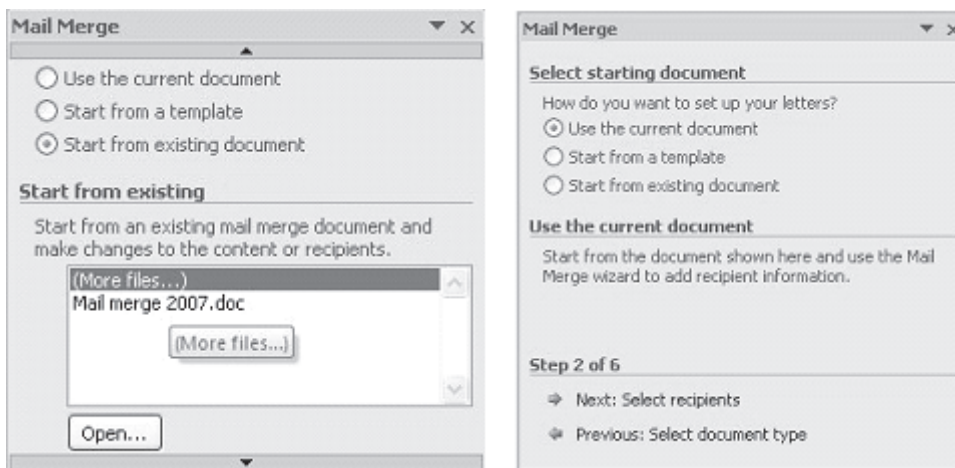 Mail Merge
Use the current document
Start from a template
Start from existing document
Start from existing
Start from an existing mail merge document and
make changes to the content or recipients.
(More files...)
Mail merge 2007.doc
(More files...)
Open...
Mail Merge
Select starting document
How do you want to set up your letters?
Use the current document
Start from a template
Start from existing document
Use the current document
Start from the document shown here and use the Mail
Merge wizard to add recipient information.
Step 2 of 6
Next: Select recipients
Previous: Select document type